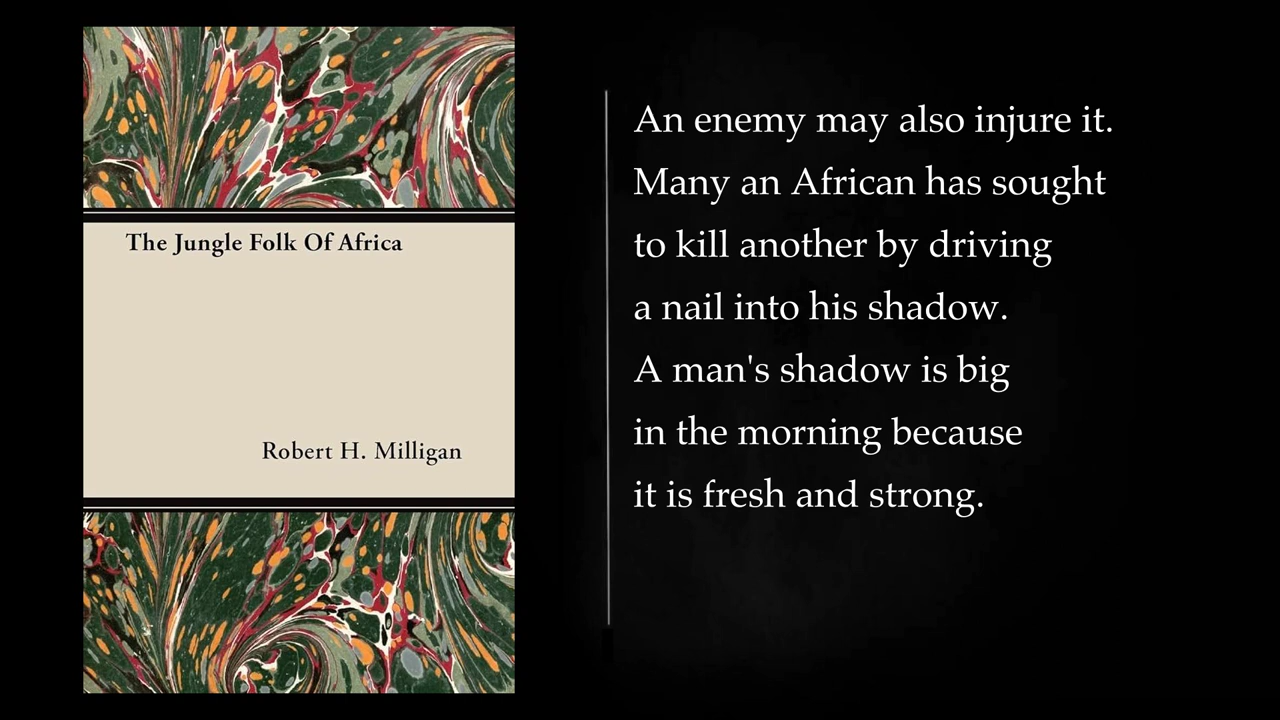 The Jungle Folk Of Africa
Robert H. Milligan
An enemy may also injure it.
Many an African has sought
to kill another by driving
a nail into his shadow.
A man's shadow is big
in the morning because
it is fresh and strong.